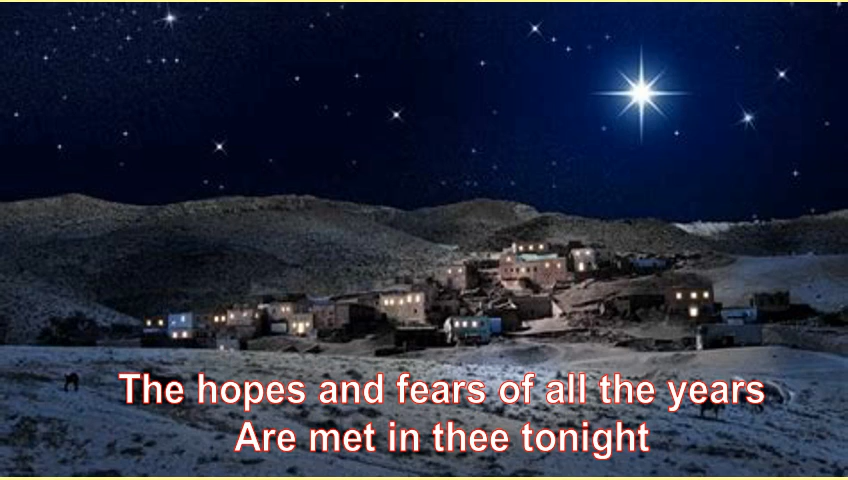 The hopes and fears of all the years
Are met in thee tonight